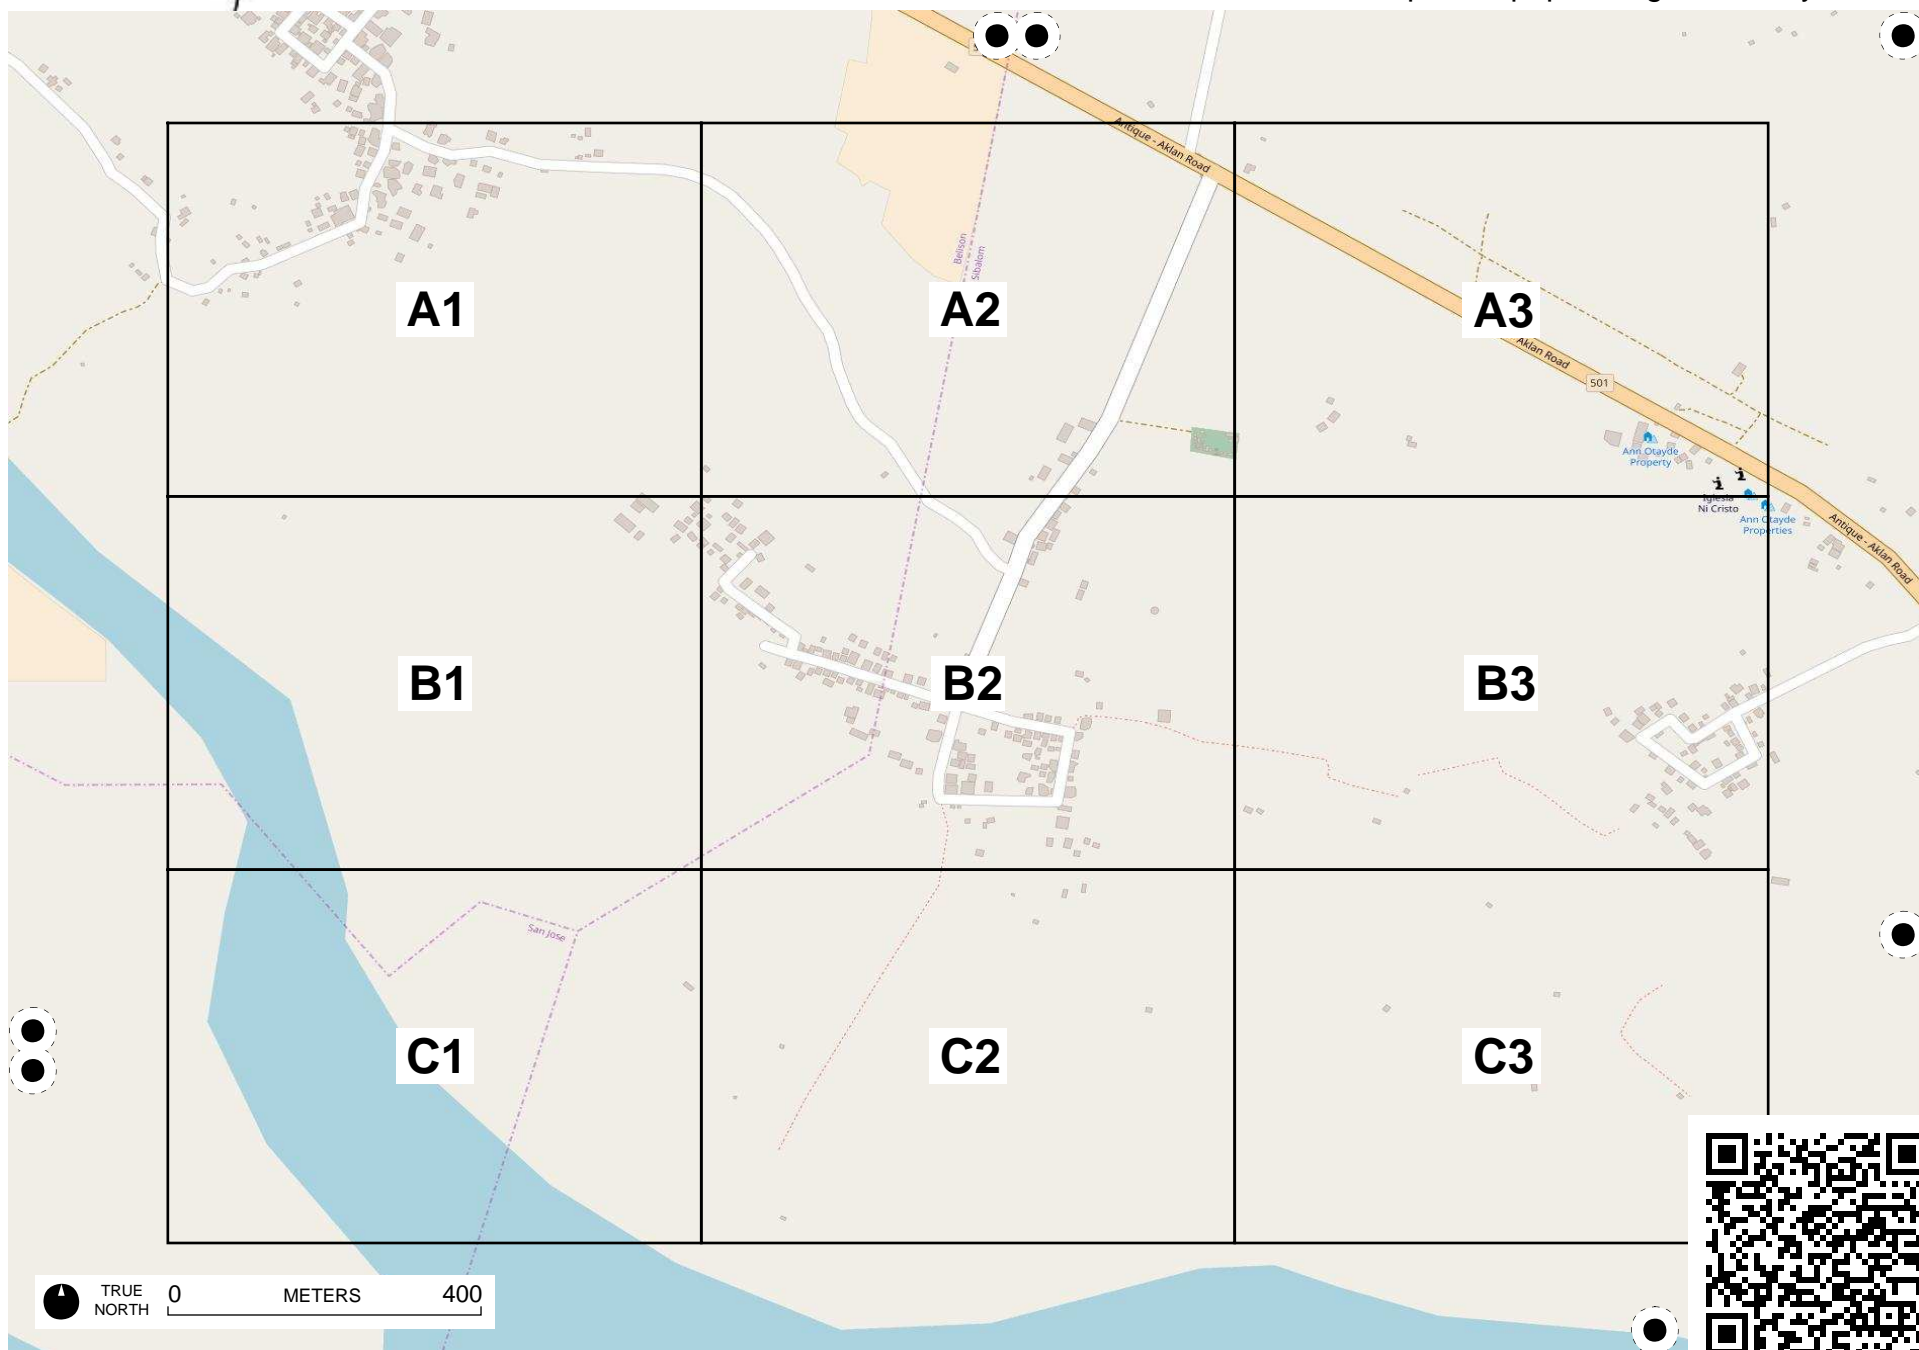 Antique - Aklan Road
Belison
Sibalom
A1
A2
A3
Aklan Road
501
Ann Otayde
Property
Iglesia
Ni Cristo
Ann Otayde
Properties
Antique - Aklan Road
B1
B2
B3
San Jose
C1
C2
C3
TRUE
NORTH
0
METERS
400